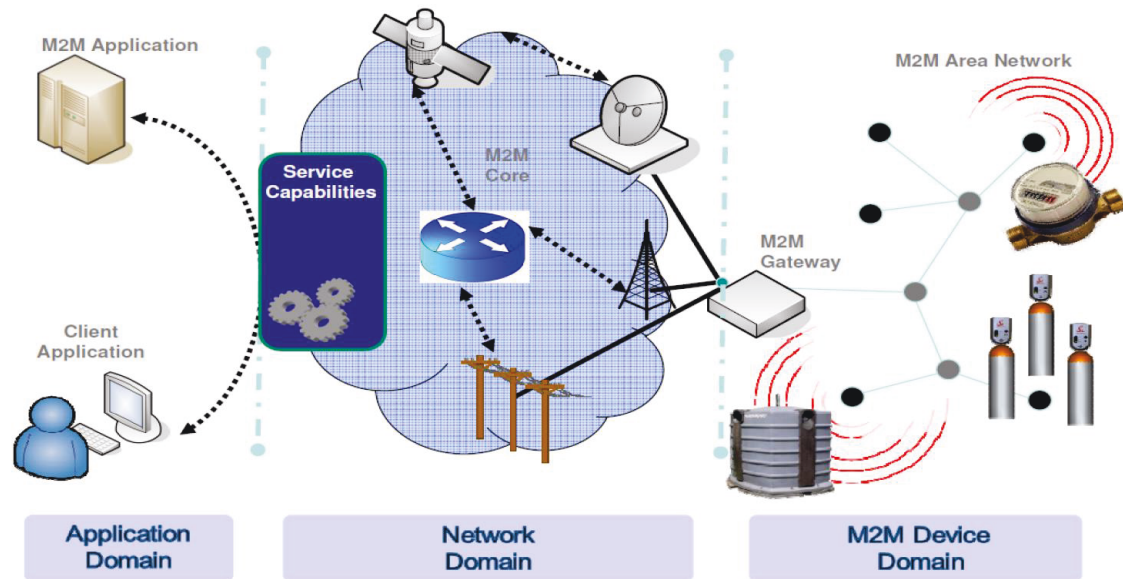 M2M Application
M2M Area Network
M2M
Core
Service
Capabilities
M2M
Gateway
Client
Application
Application
Domain
Network
Domain
M2M Device
Domain